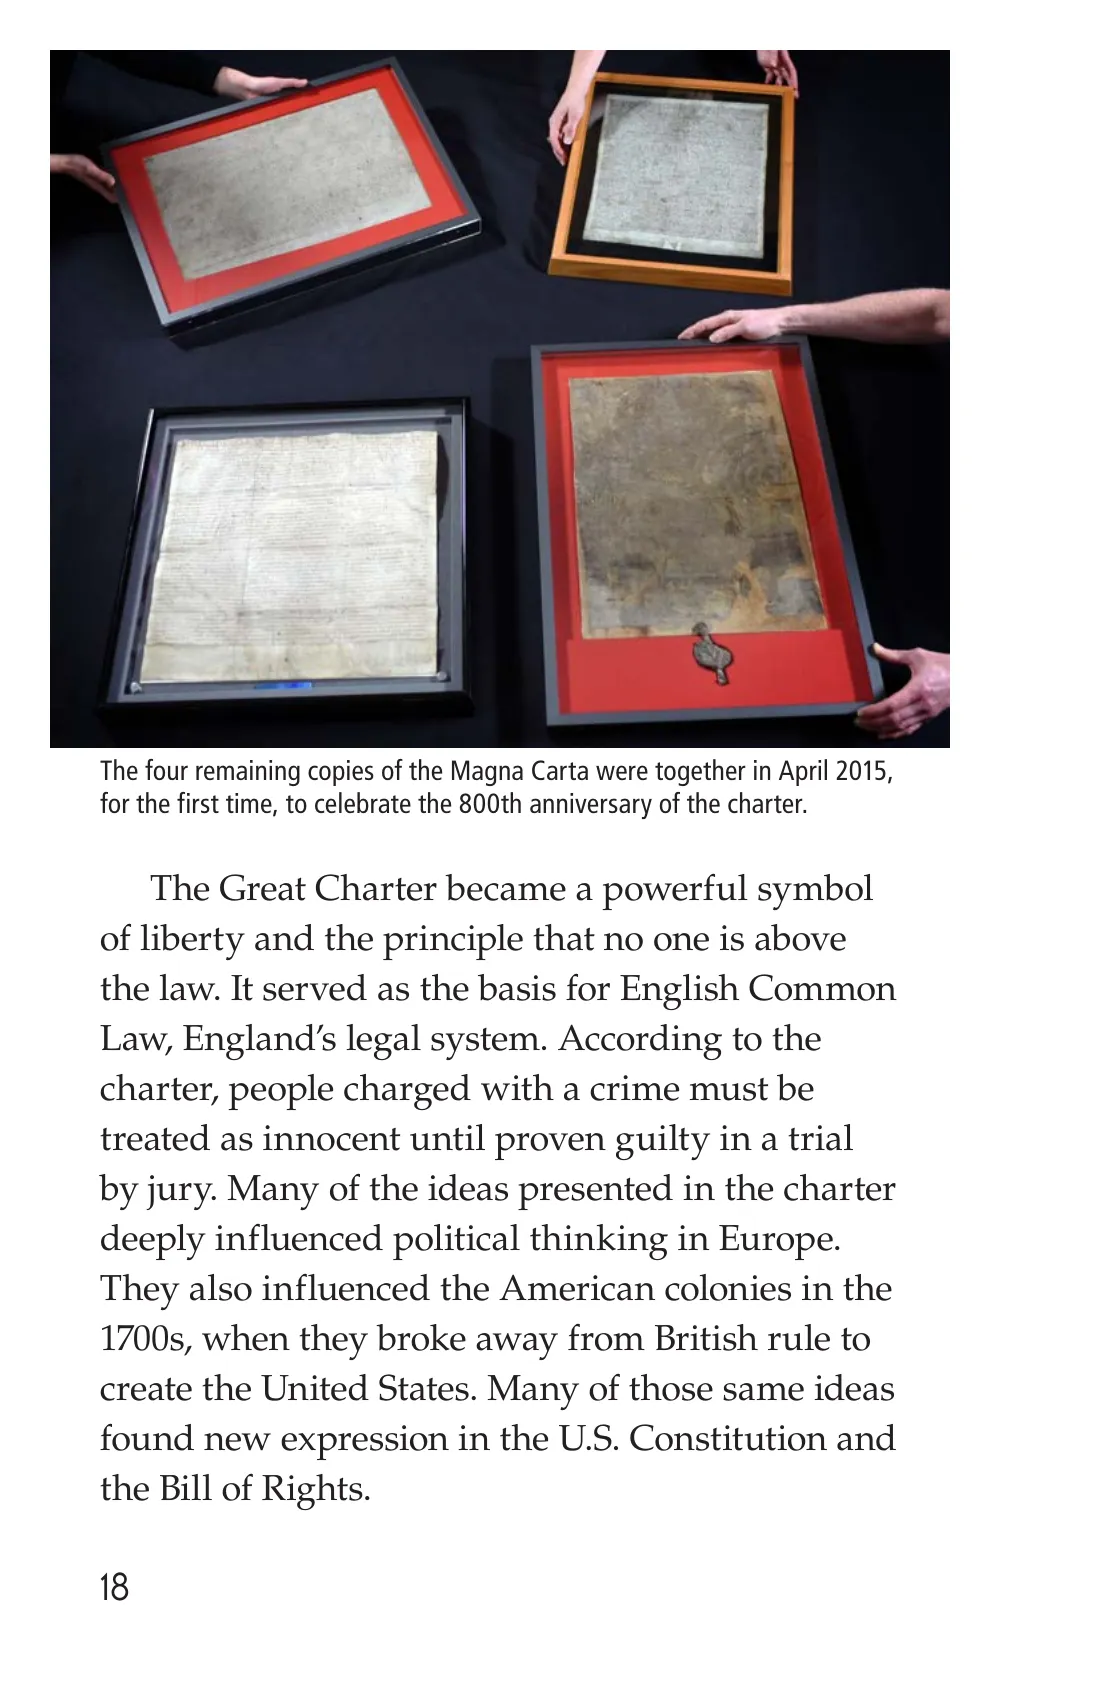 The four remaining copies of the Magna Carta were together in April 2015,
for the first time, to celebrate the 800th anniversary of the charter.
The Great Charter became a powerful symbol
of liberty and the principle that no one is above
the law. It served as the basis for English Common
Law, England’s legal system. According to the
charter, people charged with a crime must be
treated as innocent until proven guilty in a trial
by jury. Many of the ideas presented in the charter
deeply influenced political thinking in Europe.
They also influenced the American colonies in the
1700s, when they broke away from British rule to
create the United States. Many of those same ideas
found new expression in the U.S. Constitution and
the Bill of Rights.
18